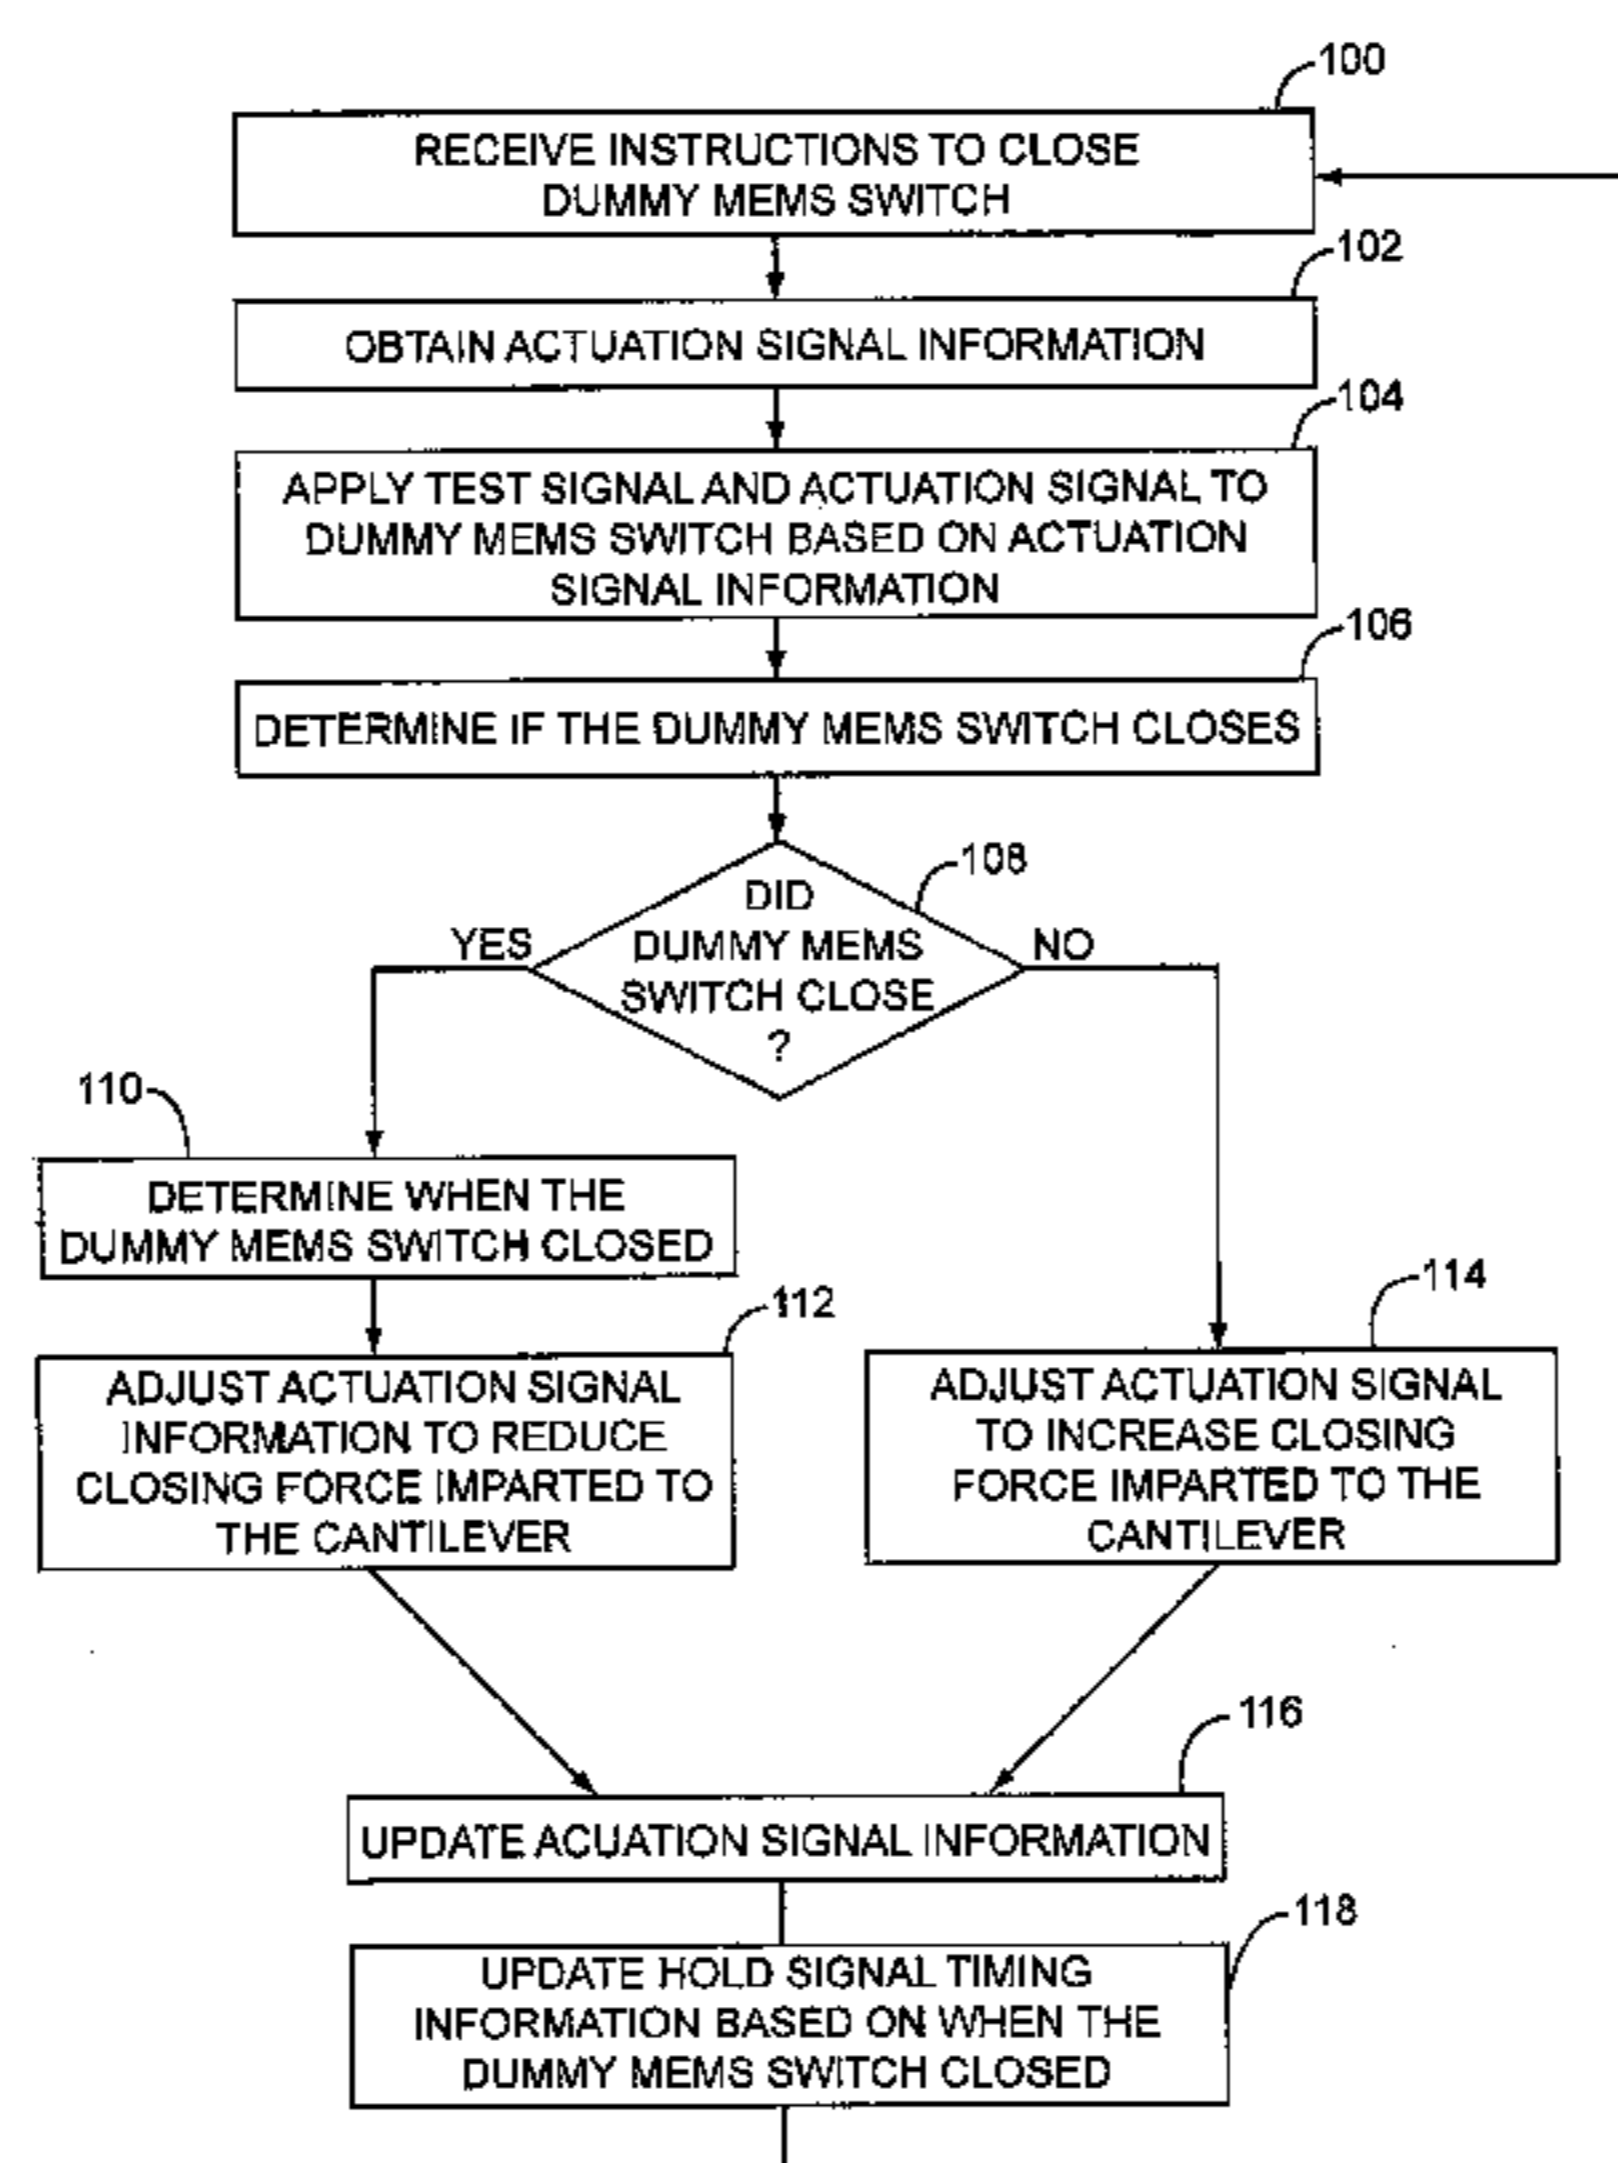 100
RECEIVE INSTRUCTIONS TO CLOSE
DUMMY MEMS SWITCH
102
OBTAIN ACTUATION SIGNAL INFORMATION
104
APPLY TEST SIGNAL AND ACTUATION SIGNAL TO
DUMMY MEMS SWITCH BASED ON ACTUATION
SIGNAL INFORMATION
106
DETERMINE IF THE DUMMY MEMS SWITCH CLOSES
108
DID
DUMMY MEMS
SWITCH CLOSE
?
YES
NO
110
DETERMINE WHEN THE
DUMMY MEMS SWITCH CLOSED
112
ADJUST ACTUATION SIGNAL
INFORMATION TO REDUCE
CLOSING FORCE IMPARTED TO
THE CANTILEVER
114
ADJUST ACTUATION SIGNAL
TO INCREASE CLOSING
FORCE IMPARTED TO THE
CANTILEVER
116
UPDATE ACUATION SIGNAL INFORMATION
118
UPDATE HOLD SIGNAL TIMING
INFORMATION BASED ON WHEN THE
DUMMY MEMS SWITCH CLOSED